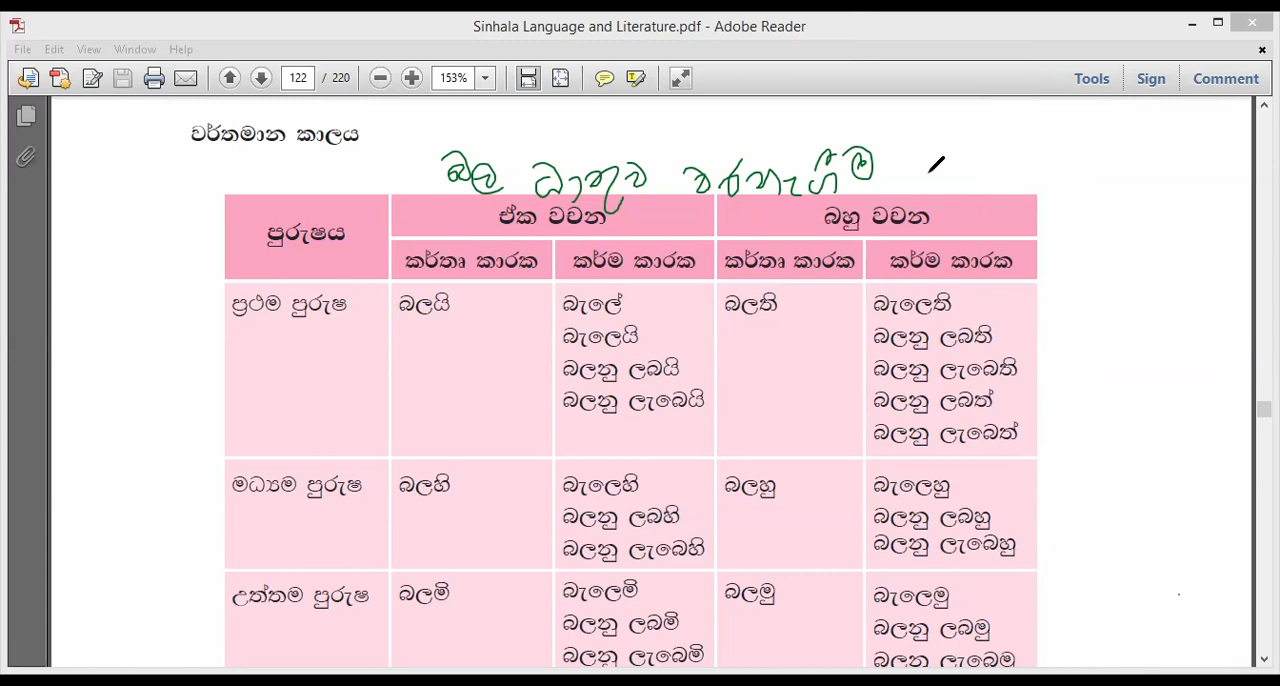 Sinhala Language and Literature.pdf - Adobe Reader
File Edit View Window Help
122 / 220 153% Tools Sign Comment
වර්තමාන කාලය
බල ධාතුව වරනැගීම
පුරුෂය ඒක වචන බහු වචන
කර්තෘ කාරක කර්ම කාරක කර්තෘ කාරක කර්ම කාරක
ප්‍රථම පුරුෂ බලයි බැලේ බලති බැලෙති
බැලෙයි බලනු ලබති
බලනු ලබයි බලනු ලැබෙති
බලනු ලැබෙයි බලනු ලබත්
බලනු ලැබෙත්
මධ්‍යම පුරුෂ බලහි බැලෙහි බලහු බැලෙහු
බලනු ලබහි බලනු ලබහු
බලනු ලැබෙහි බලනු ලැබෙහු
උත්තම පුරුෂ බලමි බැලෙමි බලමු බැලෙමු
බලනු ලබමි බලනු ලබමු
බලනු ලැබෙමි බලනු ලැබෙමු